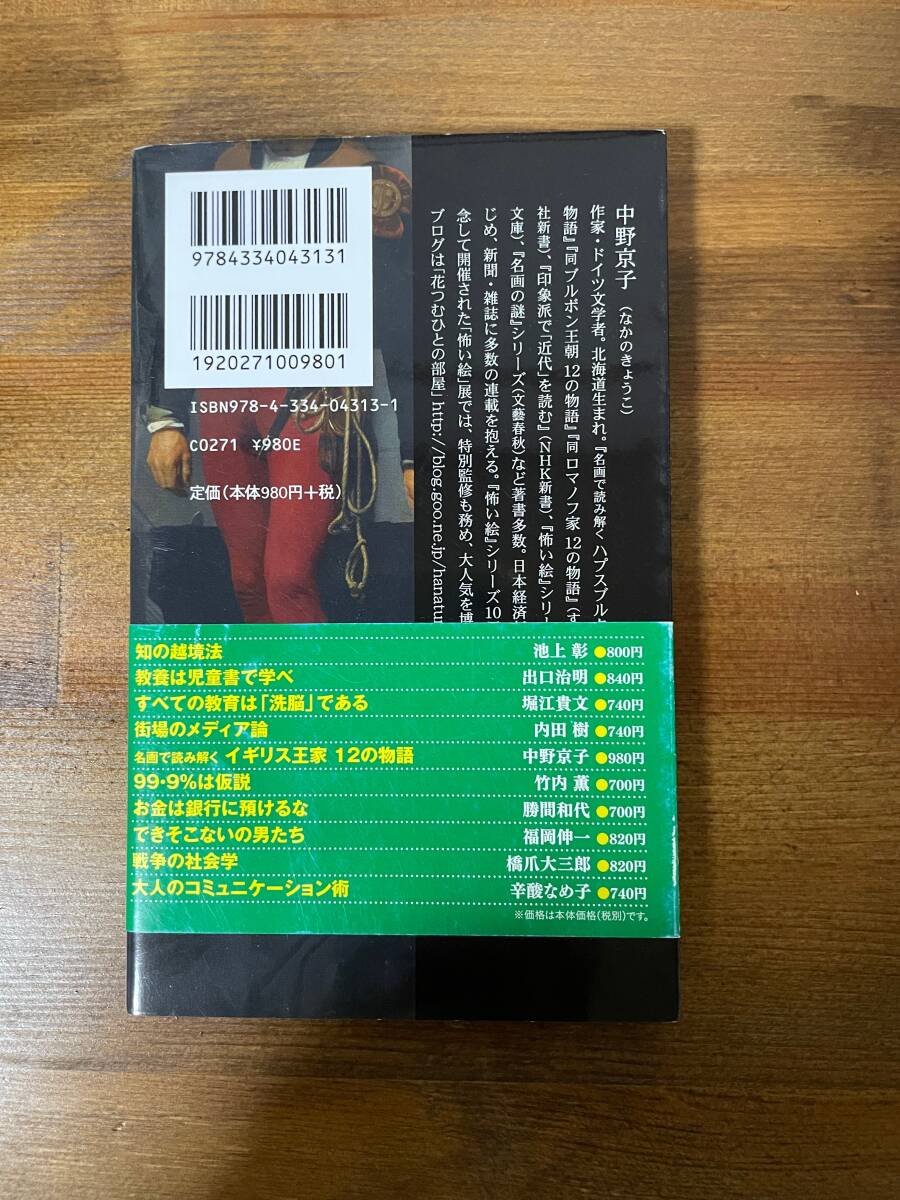 9784334043131
1920271009801
ISBN978-4-334-04313-1
C0271 ¥980E
定価(本体980円+税)
中野京子(なかのきょうこ)
作家・ドイツ文学者。北海道生まれ。『名画で読み解く ハプスブル
物語』『同 ブルボン王朝 12の物語』『同 ロマノフ家 12の物語』(す
社新書)、『印象派で「近代」を読む』(NHK新書)、『怖い絵』シリー
文庫)、『名画の謎』シリーズ(文藝春秋)など著書多数。日本経済
じめ、新聞・雑誌に多数の連載を抱える。『怖い絵』シリーズ10
念して開催された「怖い絵」展では、特別監修も務め、大人気を博
ブログは「花つむひとの部屋」http://blog.goo.ne.jp/hanatu
知の越境法 池上 彰 ●800円
教養は児童書で学べ 出口治明 ●840円
すべての教育は「洗脳」である 堀江貴文 ●740円
街場のメディア論 内田 樹 ●740円
名画で読み解く イギリス王家 12の物語 中野京子 ●980円
99・9%は仮説 竹内 薫 ●700円
お金は銀行に預けるな 勝間和代 ●700円
できそこないの男たち 福岡伸一 ●820円
戦争の社会学 橋爪大三郎 ●820円
大人のコミュニケーション術 辛酸なめ子 ●740円
※価格は本体価格(税別)です。